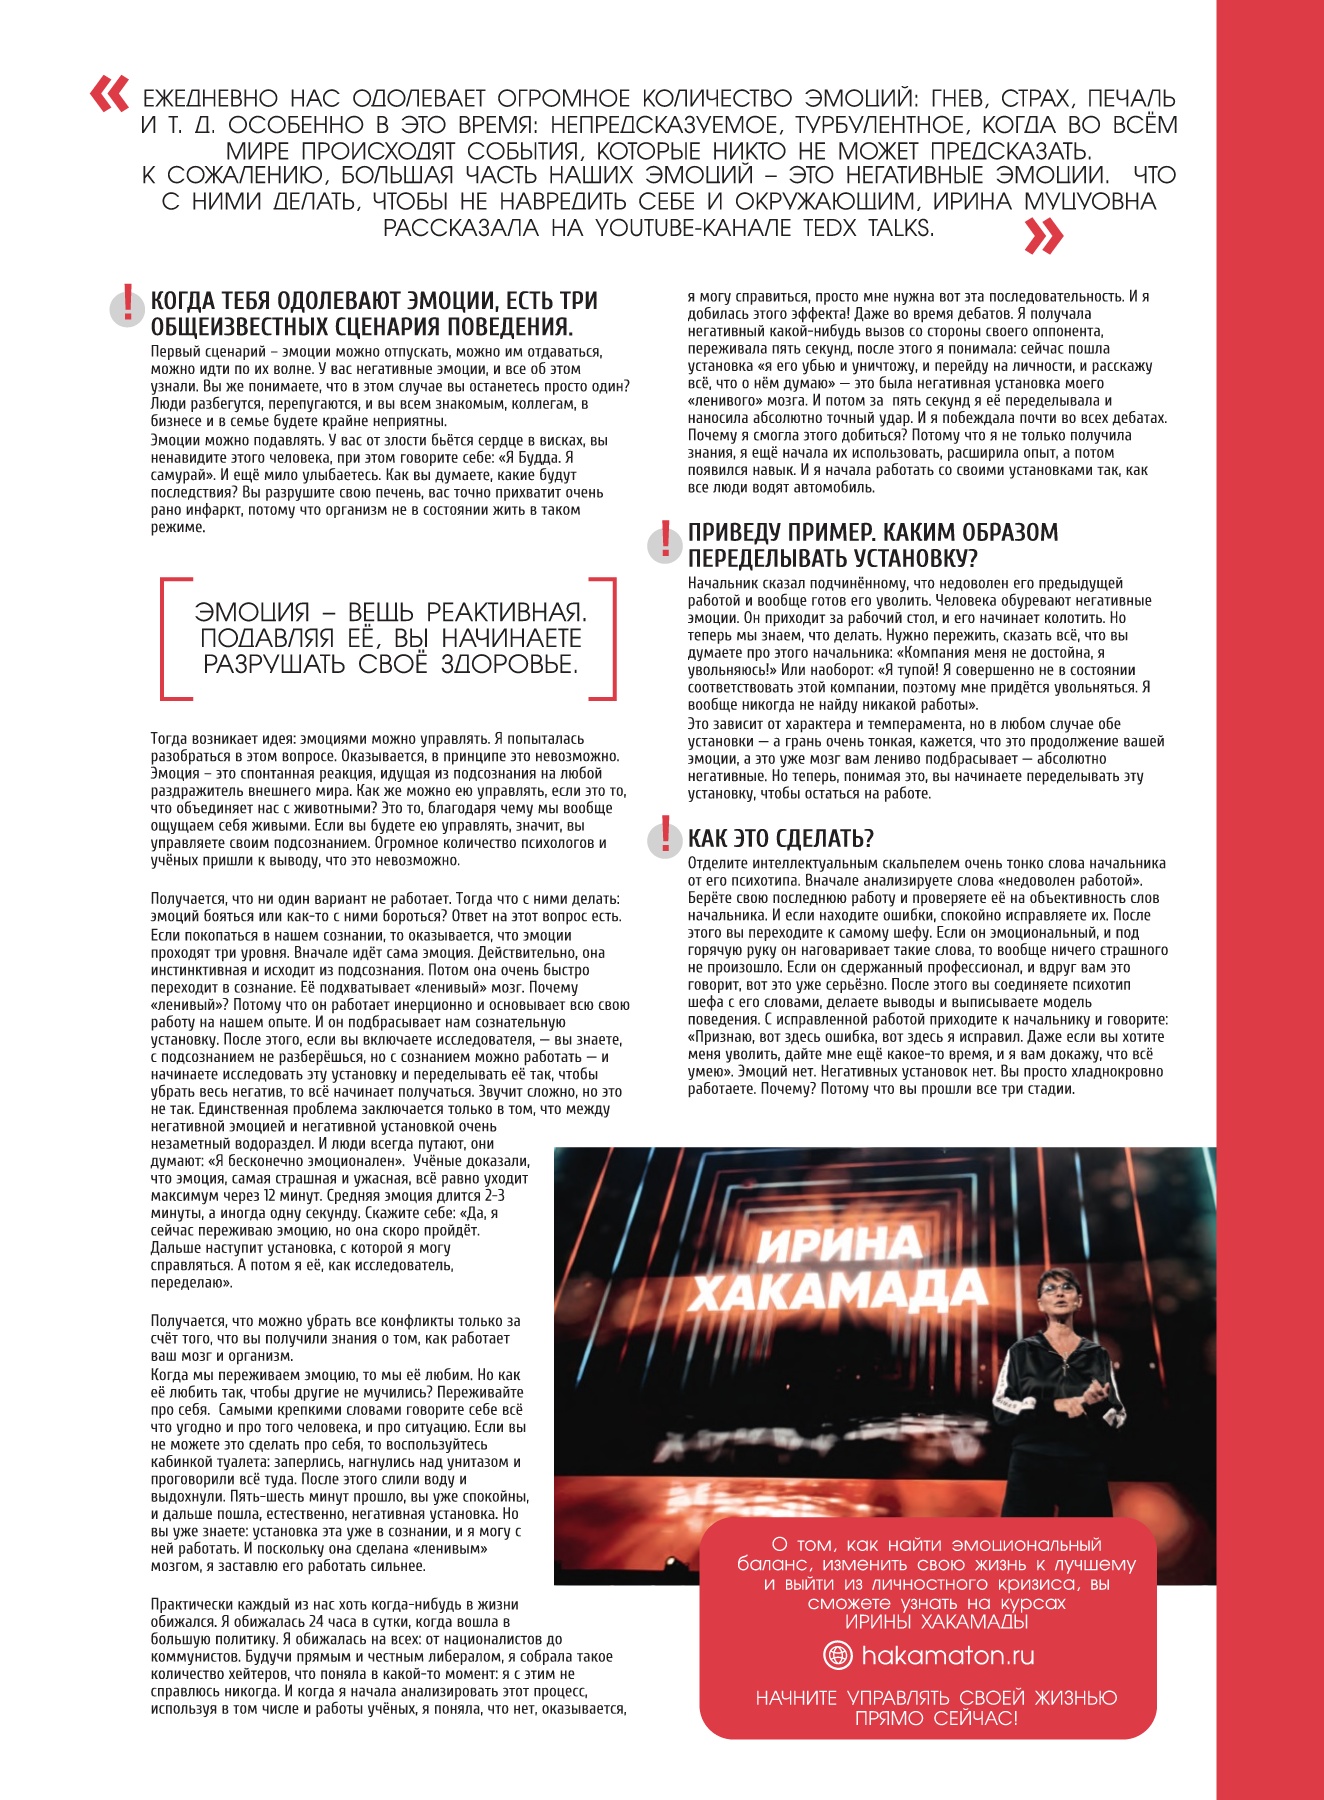 «
ЕЖЕДНЕВНО НАС ОДОЛЕВАЕТ ОГРОМНОЕ КОЛИЧЕСТВО ЭМОЦИЙ: ГНЕВ, СТРАХ, ПЕЧАЛЬ
И Т. Д. ОСОБЕННО В ЭТО ВРЕМЯ: НЕПРЕДСКАЗУЕМОЕ, ТУРБУЛЕНТНОЕ, КОГДА ВО ВСЁМ
МИРЕ ПРОИСХОДЯТ СОБЫТИЯ, КОТОРЫЕ НИКТО НЕ МОЖЕТ ПРЕДСКАЗАТЬ.
К СОЖАЛЕНИЮ, БОЛЬШАЯ ЧАСТЬ НАШИХ ЭМОЦИЙ – ЭТО НЕГАТИВНЫЕ ЭМОЦИИ. ЧТО
С НИМИ ДЕЛАТЬ, ЧТОБЫ НЕ НАВРЕДИТЬ СЕБЕ И ОКРУЖАЮЩИМ, ИРИНА МУЦУОВНА
РАССКАЗАЛА НА YOUTUBE-КАНАЛЕ TEDX TALKS.
»
! КОГДА ТЕБЯ ОДОЛЕВАЮТ ЭМОЦИИ, ЕСТЬ ТРИ
ОБЩЕИЗВЕСТНЫХ СЦЕНАРИЯ ПОВЕДЕНИЯ.
Первый сценарий – эмоции можно отпускать, можно им отдаваться,
можно идти по их волне. У вас негативные эмоции, и все об этом
узнали. Вы же понимаете, что в этом случае вы останетесь просто один?
Люди разбегутся, перепугаются, и вы всем знакомым, коллегам, в
бизнесе и в семье будете крайне неприятны.
Эмоции можно подавлять. У вас от злости бьётся сердце в висках, вы
ненавидите этого человека, при этом говорите себе: «Я Будда. Я
самурай». И ещё мило улыбаетесь. Как вы думаете, какие будут
последствия? Вы разрушите свою печень, вас точно прихватит очень
рано инфаркт, потому что организм не в состоянии жить в таком
режиме.
ЭМОЦИЯ – ВЕЩЬ РЕАКТИВНАЯ.
ПОДАВЛЯЯ ЕЁ, ВЫ НАЧИНАЕТЕ
РАЗРУШАТЬ СВОЁ ЗДОРОВЬЕ.
Тогда возникает идея: эмоциями можно управлять. Я попыталась
разобраться в этом вопросе. Оказывается, в принципе это невозможно.
Эмоция – это спонтанная реакция, идущая из подсознания на любой
раздражитель внешнего мира. Как же можно ею управлять, если это то,
что объединяет нас с животными? Это то, благодаря чему мы вообще
ощущаем себя живыми. Если вы будете ею управлять, значит, вы
управляете своим подсознанием. Огромное количество психологов и
учёных пришли к выводу, что это невозможно.
Получается, что ни один вариант не работает. Тогда что с ними делать:
эмоций бояться или как-то с ними бороться? Ответ на этот вопрос есть.
Если покопаться в нашем сознании, то оказывается, что эмоции
проходят три уровня. Вначале идёт сама эмоция. Действительно, она
инстинктивная и исходит из подсознания. Потом она очень быстро
переходит в сознание. Её подхватывает «ленивый» мозг. Почему
«ленивый»? Потому что он работает инерционно и основывает всю свою
работу на нашем опыте. И он подбрасывает нам сознательную
установку. После этого, если вы включаете исследователя, — вы знаете,
с подсознанием не разберёшься, но с сознанием можно работать — и
начинаете исследовать эту установку и переделывать её так, чтобы
убрать весь негатив, то всё начинает получаться. Звучит сложно, но это
не так. Единственная проблема заключается только в том, что между
негативной эмоцией и негативной установкой очень
незаметный водораздел. И люди всегда путают, они
думают: «Я бесконечно эмоционален». Учёные доказали,
что эмоция, самая страшная и ужасная, всё равно уходит
максимум через 12 минут. Средняя эмоция длится 2-3
минуты, а иногда одну секунду. Скажите себе: «Да, я
сейчас переживаю эмоцию, но она скоро пройдёт.
Дальше наступит установка, с которой я могу
справляться. А потом я её, как исследователь,
переделаю».
Получается, что можно убрать все конфликты только за
счёт того, что вы получили знания о том, как работает
ваш мозг и организм.
Когда мы переживаем эмоцию, то мы её любим. Но как
её любить так, чтобы другие не мучились? Переживайте
про себя. Самыми крепкими словами говорите себе всё
что угодно и про того человека, и про ситуацию. Если вы
не можете это сделать про себя, то воспользуйтесь
кабинкой туалета: заперлись, нагнулись над унитазом и
проговорили всё туда. После этого слили воду и
выдохнули. Пять-шесть минут прошло, вы уже спокойны,
и дальше пошла, естественно, негативная установка. Но
вы уже знаете: установка эта уже в сознании, и я могу с
ней работать. И поскольку она сделана «ленивым»
мозгом, я заставлю его работать сильнее.
Практически каждый из нас хоть когда-нибудь в жизни
обижался. Я обижалась 24 часа в сутки, когда вошла в
большую политику. Я обижалась на всех: от националистов до
коммунистов. Будучи прямым и честным либералом, я собрала такое
количество хейтеров, что поняла в какой-то момент: я с этим не
справлюсь никогда. И когда я начала анализировать этот процесс,
используя в том числе и работы учёных, я поняла, что нет, оказывается,
я могу справиться, просто мне нужна вот эта последовательность. И я
добилась этого эффекта! Даже во время дебатов. Я получала
негативный какой-нибудь вызов со стороны своего оппонента,
переживала пять секунд, после этого я понимала: сейчас пошла
установка «я его убью и уничтожу, и перейду на личности, и расскажу
всё, что о нём думаю» — это была негативная установка моего
«ленивого» мозга. И потом за пять секунд я её переделывала и
наносила абсолютно точный удар. И я побеждала почти во всех дебатах.
Почему я смогла этого добиться? Потому что я не только получила
знания, я ещё начала их использовать, расширила опыт, а потом
появился навык. И я начала работать со своими установками так, как
все люди водят автомобиль.
! ПРИВЕДУ ПРИМЕР. КАКИМ ОБРАЗОМ
ПЕРЕДЕЛЫВАТЬ УСТАНОВКУ?
Начальник сказал подчинённому, что недоволен его предыдущей
работой и вообще готов его уволить. Человека обуревают негативные
эмоции. Он приходит за рабочий стол, и его начинает колотить. Но
теперь мы знаем, что делать. Нужно пережить, сказать всё, что вы
думаете про этого начальника: «Компания меня не достойна, я
увольняюсь!» Или наоборот: «Я тупой! Я совершенно не в состоянии
соответствовать этой компании, поэтому мне придётся увольняться. Я
вообще никогда не найду никакой работы».
Это зависит от характера и темперамента, но в любом случае обе
установки — а грань очень тонкая, кажется, что это продолжение вашей
эмоции, а это уже мозг вам лениво подбрасывает — абсолютно
негативные. Но теперь, понимая это, вы начинаете переделывать эту
установку, чтобы остаться на работе.
! КАК ЭТО СДЕЛАТЬ?
Отделите интеллектуальным скальпелем очень тонко слова начальника
от его психотипа. Вначале анализируете слова «недоволен работой».
Берёте свою последнюю работу и проверяете её на объективность слов
начальника. И если находите ошибки, спокойно исправляете их. После
этого вы переходите к самому шефу. Если он эмоциональный, и под
горячую руку он наговаривает такие слова, то вообще ничего страшного
не произошло. Если он сдержанный профессионал, и вдруг вам это
говорит, вот это уже серьёзно. После этого вы соединяете психотип
шефа с его словами, делаете выводы и выписываете модель
поведения. С исправленной работой приходите к начальнику и говорите:
«Признаю, вот здесь ошибка, вот здесь я исправил. Даже если вы хотите
меня уволить, дайте мне ещё какое-то время, и я вам докажу, что всё
умею». Эмоций нет. Негативных установок нет. Вы просто хладнокровно
работаете. Почему? Потому что вы прошли все три стадии.
ИРИНА
ХАКАМАДА
О том, как найти эмоциональный
баланс, изменить свою жизнь к лучшему
и выйти из личностного кризиса, вы
сможете узнать на курсах
ИРИНЫ ХАКАМАДЫ
hakamaton.ru
НАЧНИТЕ УПРАВЛЯТЬ СВОЕЙ ЖИЗНЬЮ
ПРЯМО СЕЙЧАС!